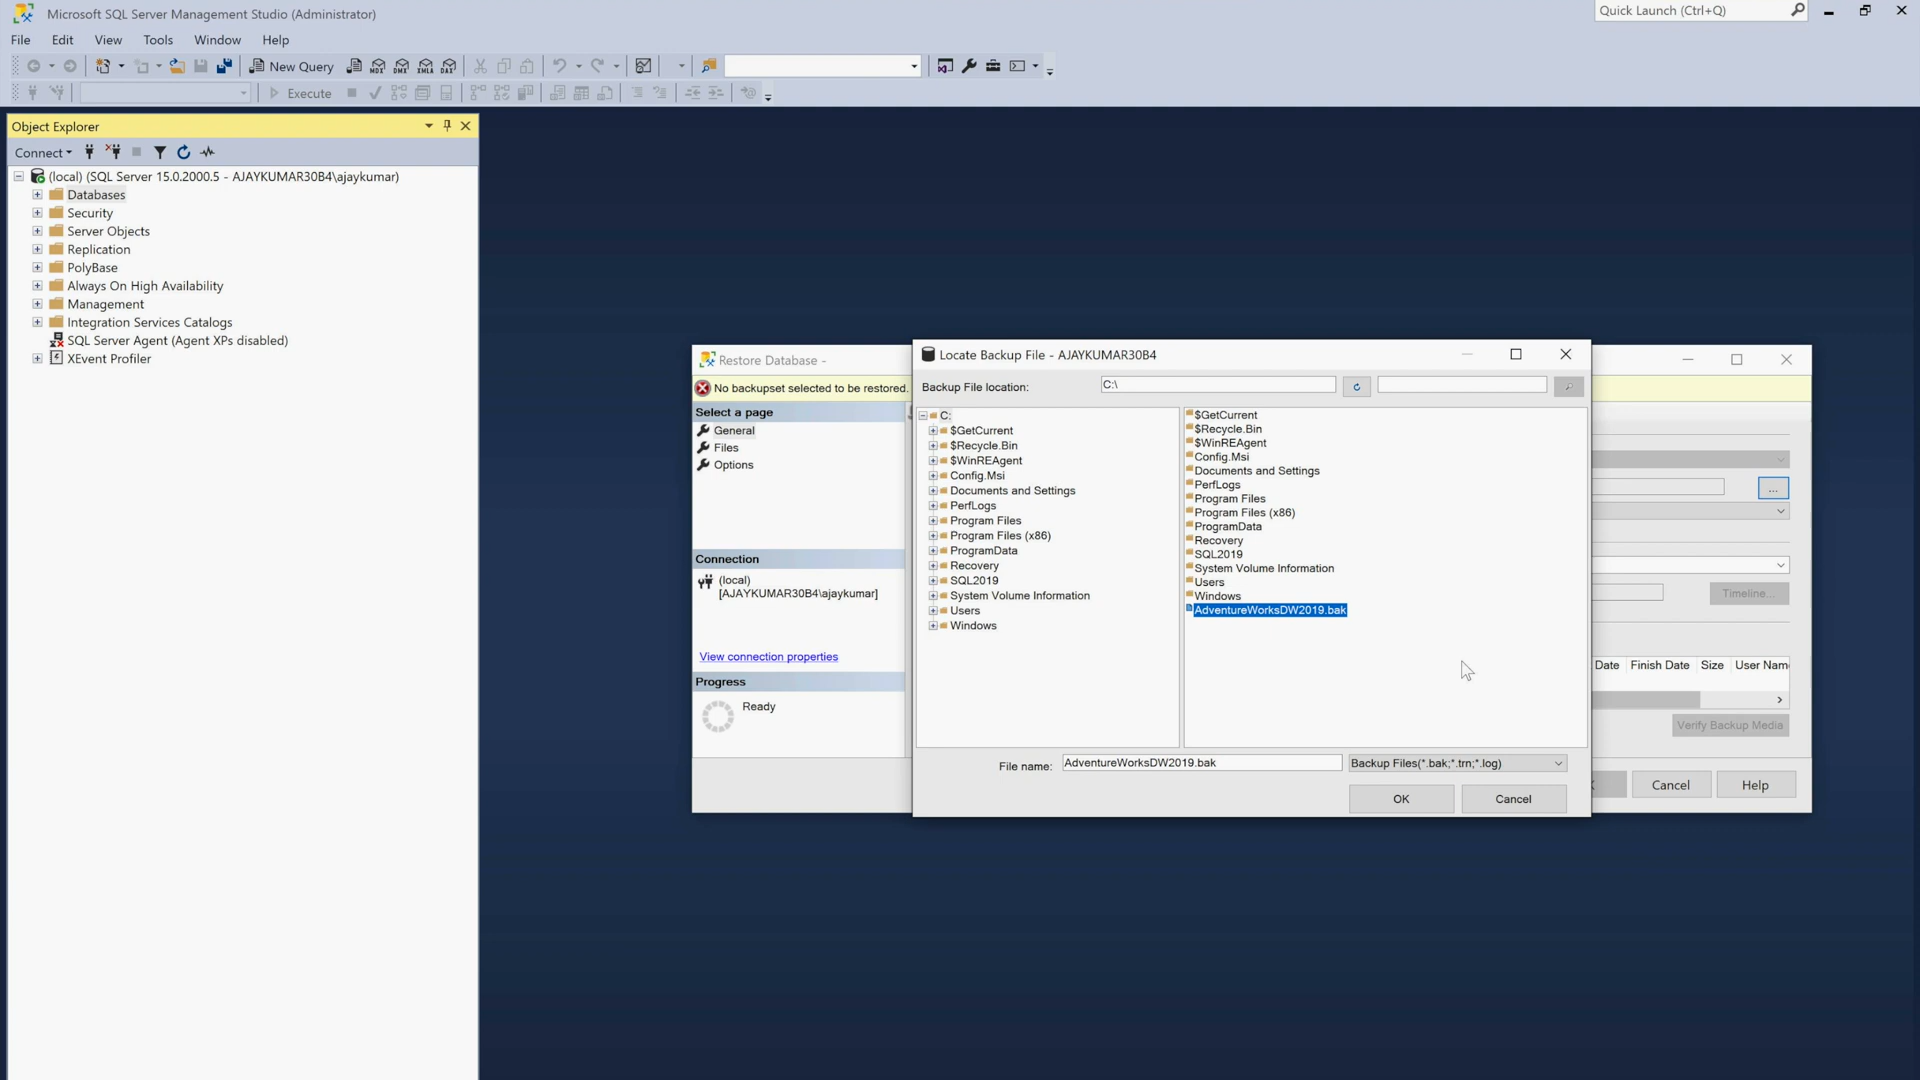 Microsoft SQL Server Management Studio (Administrator)
Quick Launch (Ctrl+Q)
File Edit View Tools Window Help
New Query MDX DMX XMLA DAX
Execute
Object Explorer
Connect
(local) (SQL Server 15.0.2000.5 - AJAYKUMAR30B4\ajaykumar)
Databases
Security
Server Objects
Replication
PolyBase
Always On High Availability
Management
Integration Services Catalogs
SQL Server Agent (Agent XPs disabled)
XEvent Profiler
Restore Database -
No backupset selected to be restored.
Select a page
General
Files
Options
Connection
(local)
[AJAYKUMAR30B4\ajaykumar]
View connection properties
Progress
Ready
Locate Backup File - AJAYKUMAR30B4
Backup File location: C:\
C:
$GetCurrent
$Recycle.Bin
$WinREAgent
Config.Msi
Documents and Settings
PerfLogs
Program Files
Program Files (x86)
ProgramData
Recovery
SQL2019
System Volume Information
Users
Windows
$GetCurrent
$Recycle.Bin
$WinREAgent
Config.Msi
Documents and Settings
PerfLogs
Program Files
Program Files (x86)
ProgramData
Recovery
SQL2019
System Volume Information
Users
Windows
AdventureWorksDW2019.bak
File name: AdventureWorksDW2019.bak Backup Files(*.bak;*.trn;*.log)
OK Cancel
...
Timeline...
Date Finish Date Size User Nam
Verify Backup Media
Cancel Help